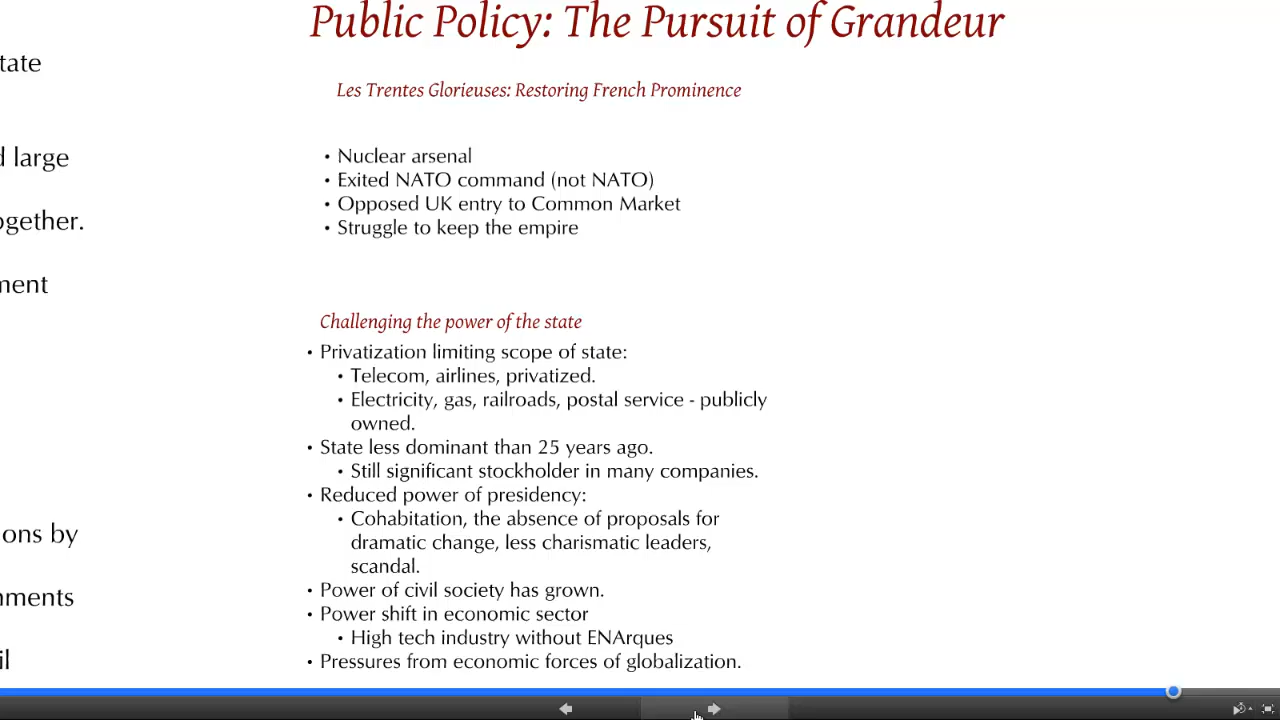 Public Policy: The Pursuit of Grandeur
tate
Les Trentes Glorieuses: Restoring French Prominence
• Nuclear arsenal
d large
• Exited NATO command (not NATO)
• Opposed UK entry to Common Market
ogether.
• Struggle to keep the empire
ment
Challenging the power of the state
• Privatization limiting scope of state:
• Telecom, airlines, privatized.
• Electricity, gas, railroads, postal service - publicly
owned.
• State less dominant than 25 years ago.
• Still significant stockholder in many companies.
• Reduced power of presidency:
• Cohabitation, the absence of proposals for
ions by
dramatic change, less charismatic leaders,
scandal.
• Power of civil society has grown.
nments
• Power shift in economic sector
• High tech industry without ENArques
il
• Pressures from economic forces of globalization.